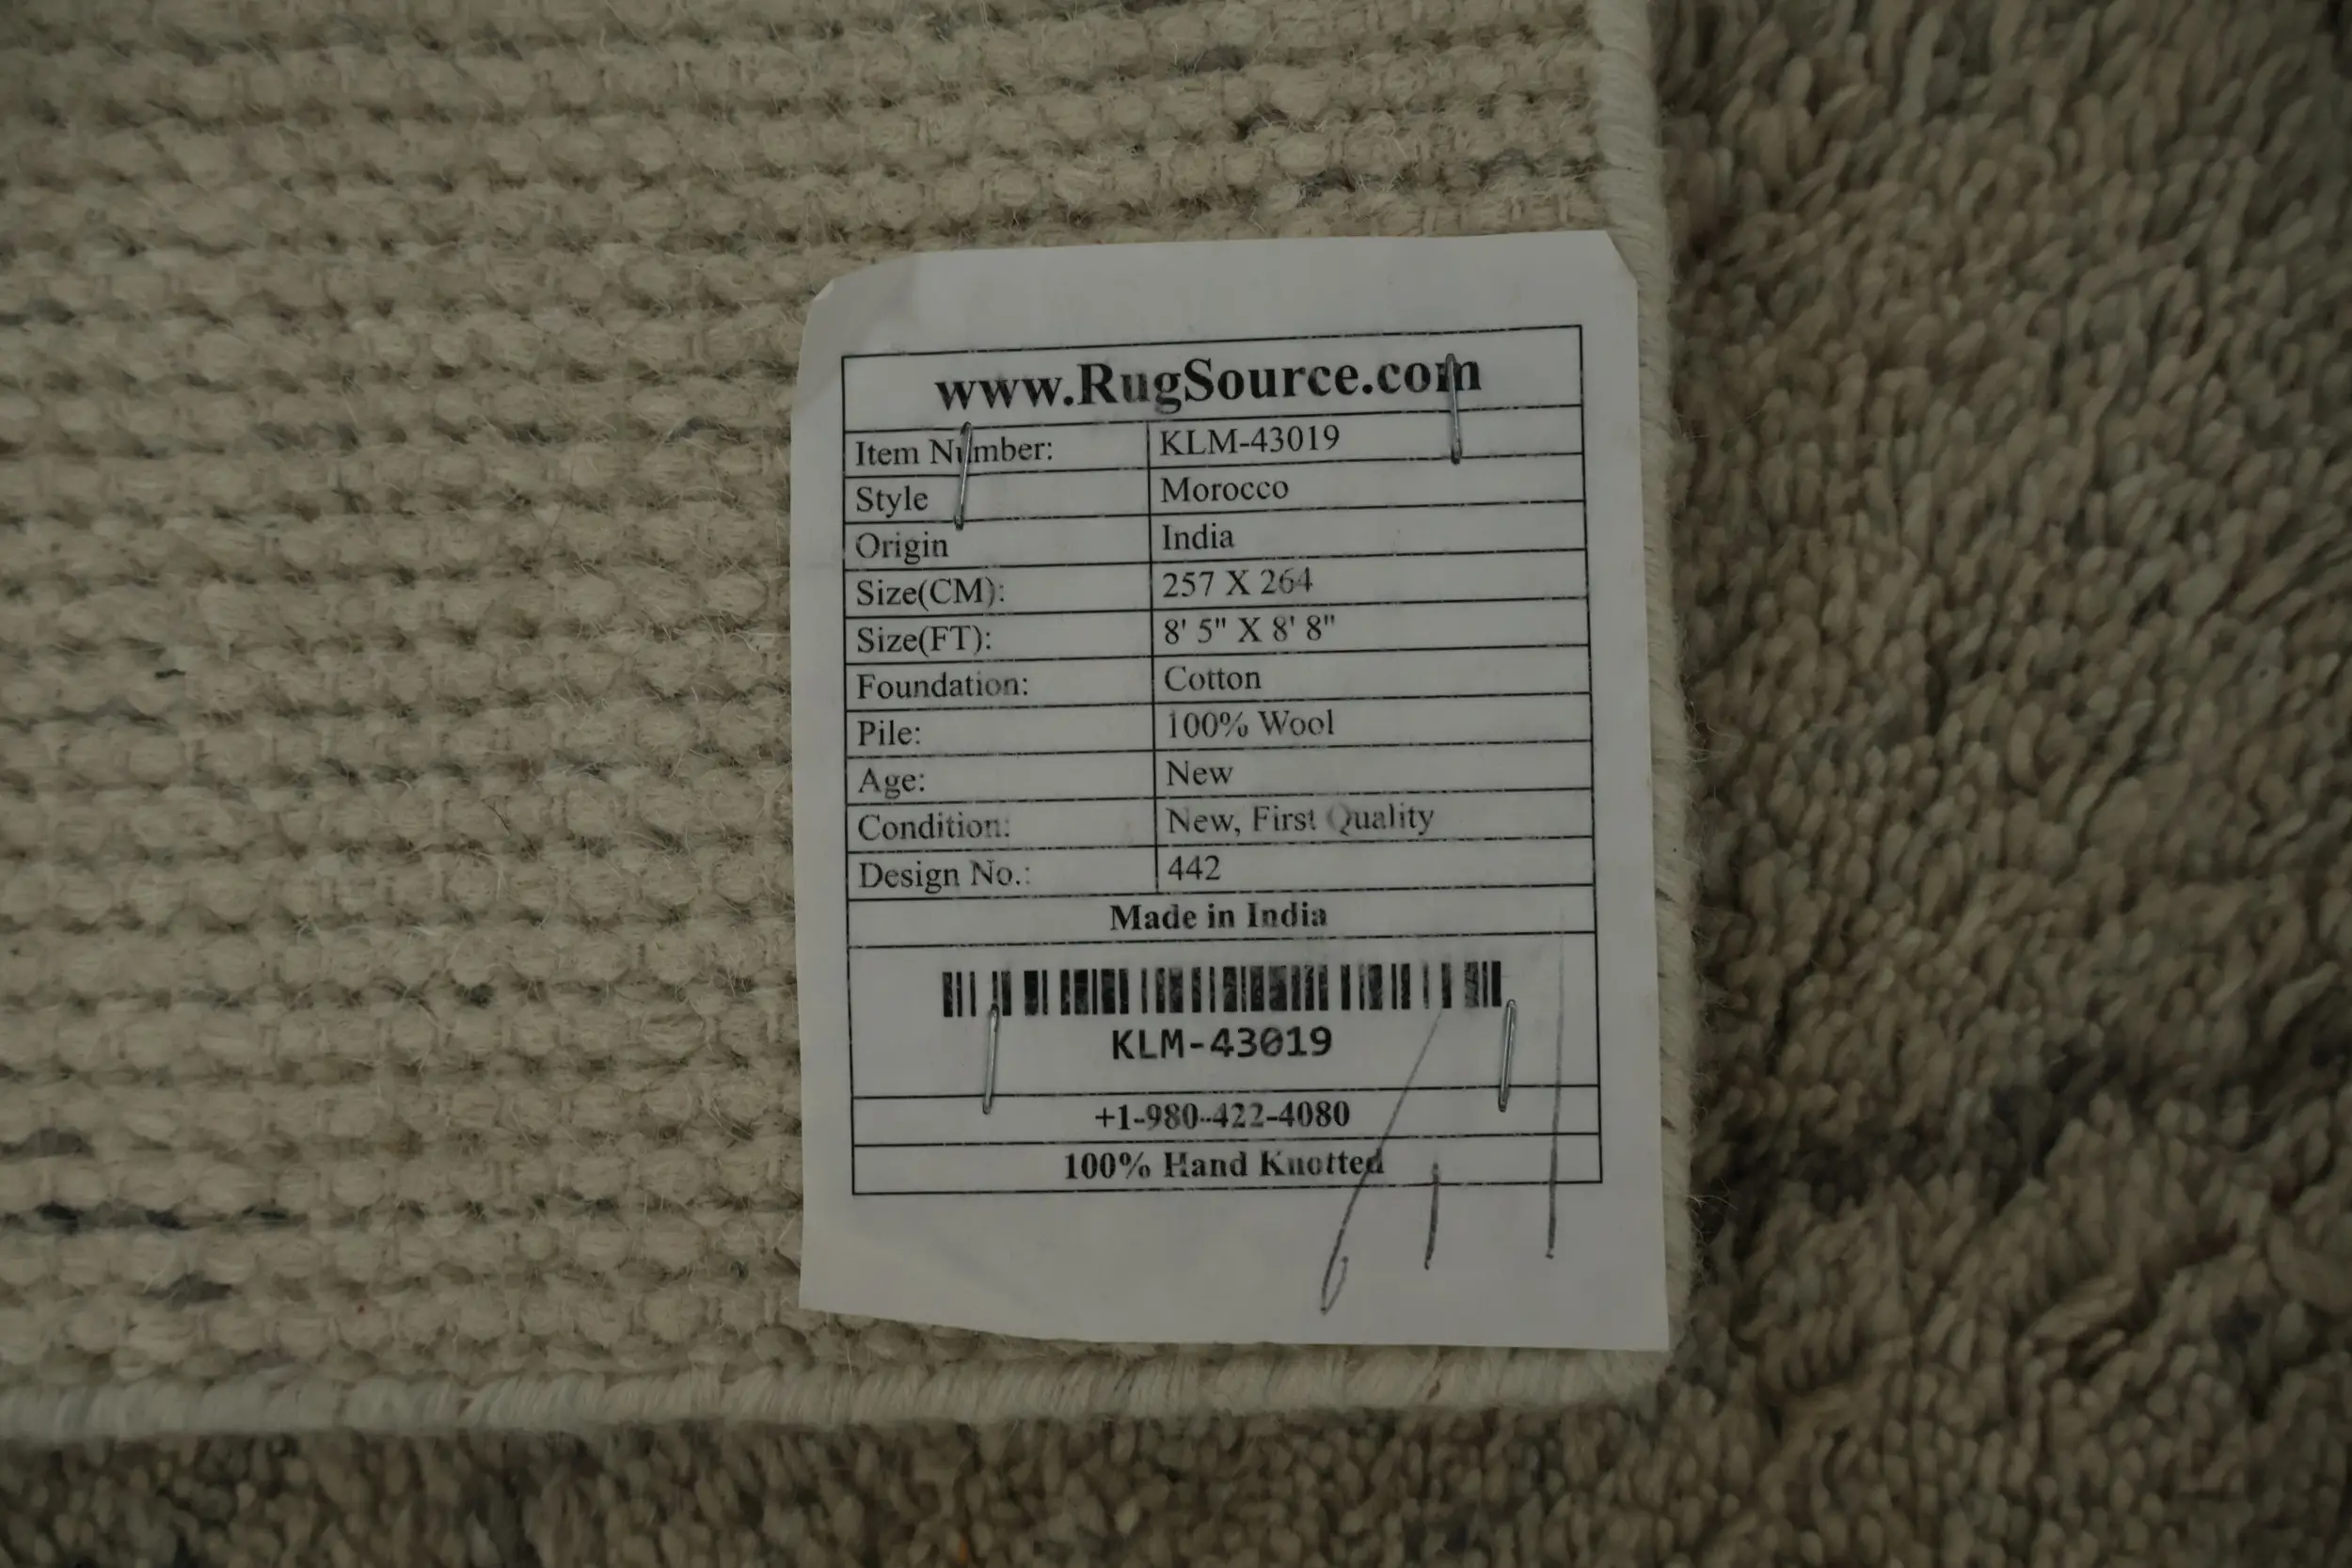 www.RugSource.com
Item Number: KLM-43019
Style Morocco
Origin India
Size(CM): 257 X 264
Size(FT): 8' 5" X 8' 8"
Foundation: Cotton
Pile: 100% Wool
Age: New
Condition: New, First Quality
Design No.: 442
Made in India
KLM-43019
+1-980-422-4080
100% Hand Knotted